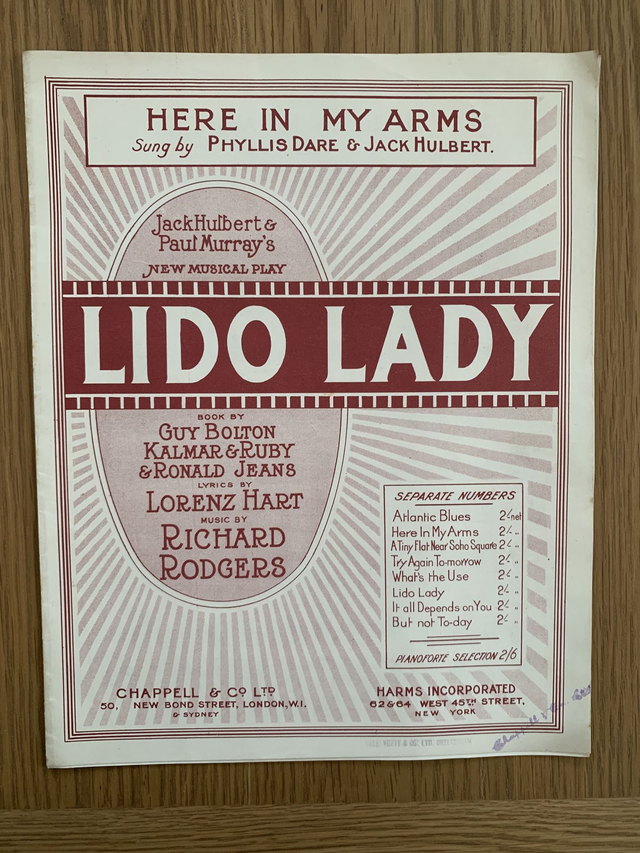 HERE IN MY ARMS
Sung by PHYLLIS DARE & JACK HULBERT.
Jack Hulbert &
Paul Murray's
NEW MUSICAL PLAY
LIDO LADY
BOOK BY
GUY BOLTON
KALMAR & RUBY
& RONALD JEANS
LYRICS BY
LORENZ HART
MUSIC BY
RICHARD
RODGERS
SEPARATE NUMBERS
Atlantic Blues 2/- net
Here In My Arms 2/- "
A Tiny Flat Near Soho Square 2/- "
Try Again To-morrow 2/- "
What's the Use 2/- "
Lido Lady 2/- "
It all Depends on You 2/- "
But not To-day 2/- "
PIANOFORTE SELECTION 2/6
CHAPPELL & CO LTD
50, NEW BOND STREET, LONDON, W.1.
& SYDNEY
HARMS INCORPORATED
62 & 64 WEST 45TH STREET,
NEW YORK